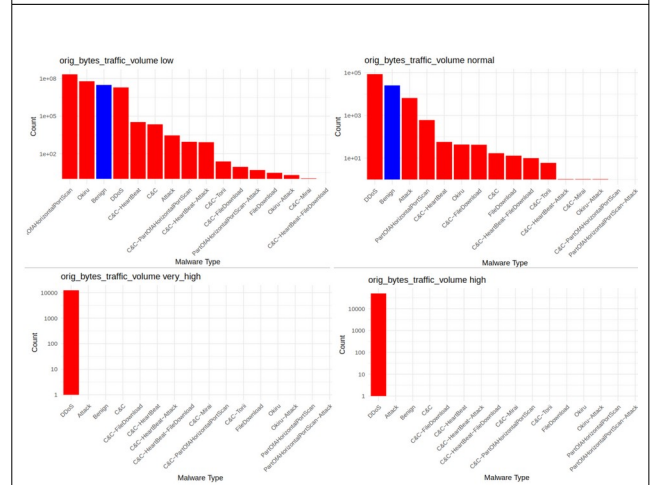 orig_bytes_traffic_volume low
1e+08
1e+05
1e+02
Count
PartOfAHorizontalPortScan
Okiru
Benign
DDoS
C&C-HeartBeat
C&C
Attack
C&C-PartOfAHorizontalPortScan
C&C-HeartBeat-Attack
C&C-Torii
C&C-FileDownload
PartOfAHorizontalPortScan-Attack
FileDownload
Okiru-Attack
C&C-Mirai
C&C-HeartBeat-FileDownload
Malware Type
orig_bytes_traffic_volume normal
1e+05
1e+03
1e+01
Count
DDoS
Benign
Attack
PartOfAHorizontalPortScan
C&C-HeartBeat
Okiru
C&C-FileDownload
C&C
FileDownload
C&C-HeartBeat-FileDownload
C&C-Torii
C&C-HeartBeat-Attack
C&C-Mirai
Okiru-Attack
C&C-PartOfAHorizontalPortScan
PartOfAHorizontalPortScan-Attack
Malware Type
orig_bytes_traffic_volume very_high
10000
1000
100
10
1
Count
DDoS
Attack
Benign
C&C
C&C-FileDownload
C&C-HeartBeat
C&C-HeartBeat-Attack
C&C-HeartBeat-FileDownload
C&C-Mirai
C&C-PartOfAHorizontalPortScan
C&C-Torii
FileDownload
Okiru
Okiru-Attack
PartOfAHorizontalPortScan
PartOfAHorizontalPortScan-Attack
Malware Type
orig_bytes_traffic_volume high
10000
1000
100
10
1
Count
DDoS
Attack
Benign
C&C
C&C-FileDownload
C&C-HeartBeat
C&C-HeartBeat-Attack
C&C-HeartBeat-FileDownload
C&C-Mirai
C&C-PartOfAHorizontalPortScan
C&C-Torii
FileDownload
Okiru
Okiru-Attack
PartOfAHorizontalPortScan
PartOfAHorizontalPortScan-Attack
Malware Type